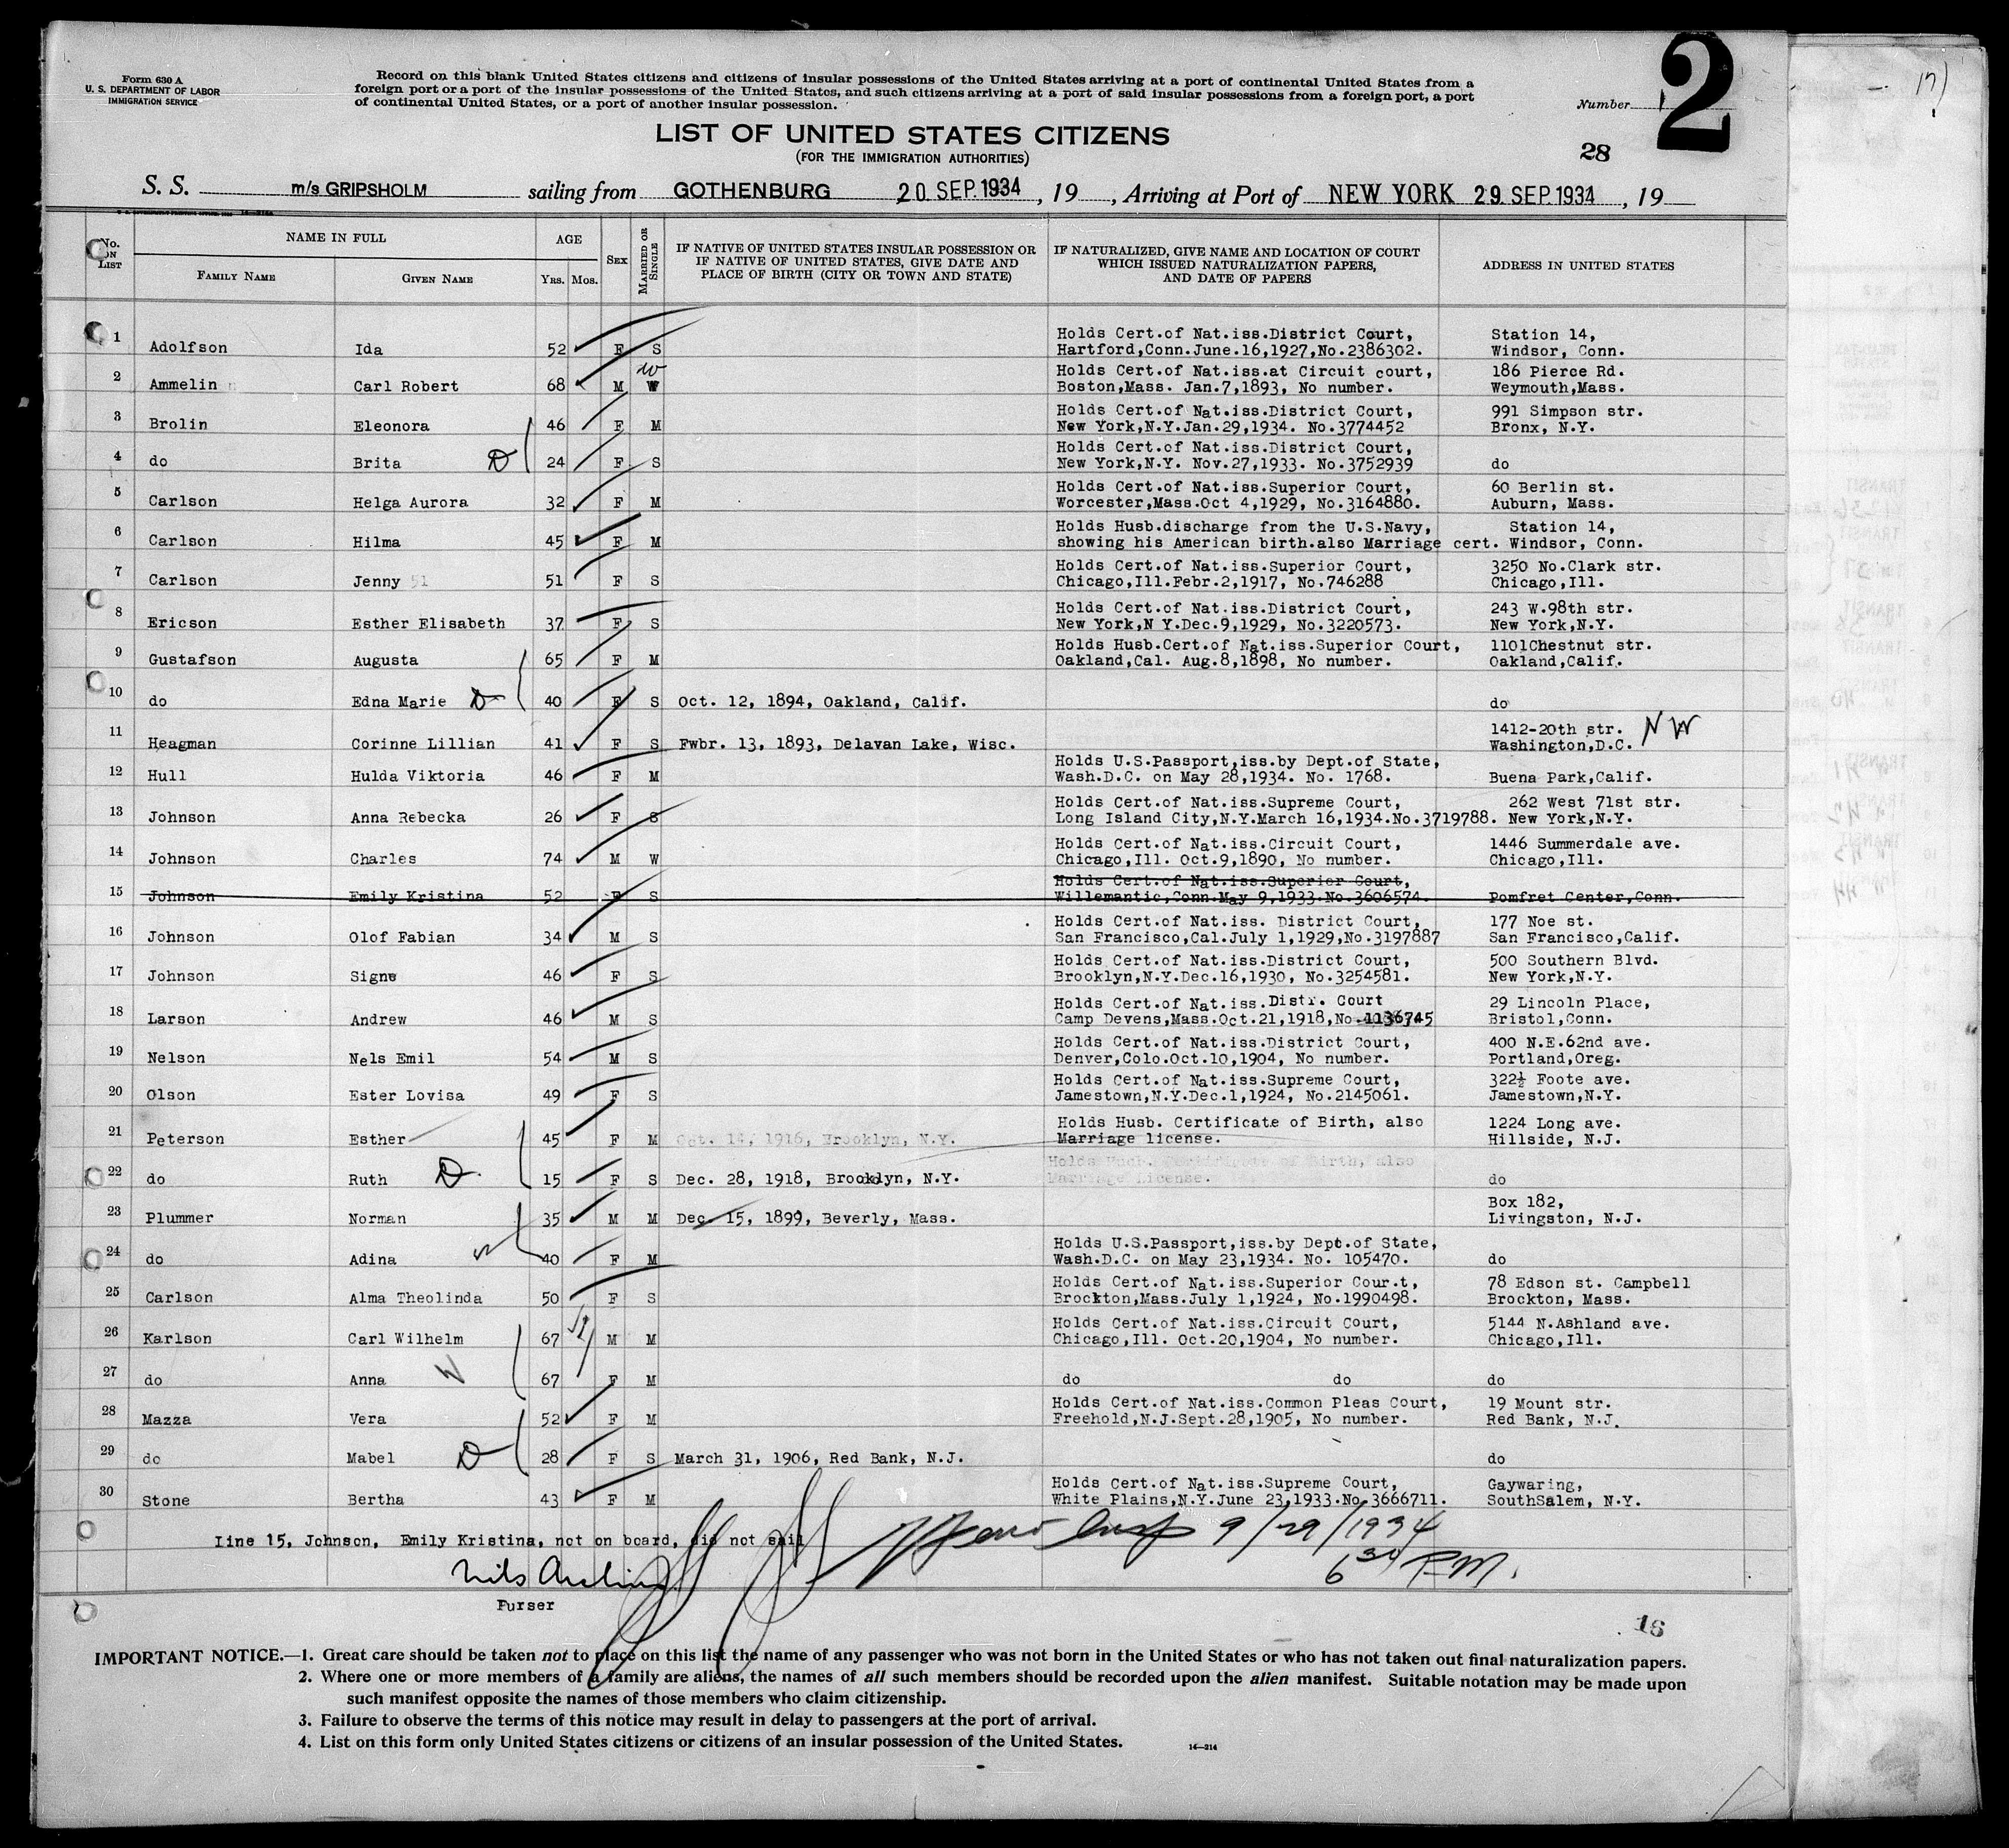 Form 630 A
U. S. DEPARTMENT OF LABOR
IMMIGRATION SERVICE
Record on this blank United States citizens and citizens of insular possessions of the United States arriving at a port of continental United States from a
foreign port or a port of the insular possessions of the United States, and such citizens arriving at a port of said insular possessions from a foreign port, a port
of continental United States, or a port of another insular possession.
Number 2
LIST OF UNITED STATES CITIZENS
(FOR THE IMMIGRATION AUTHORITIES)
28
S. S. m/s GRIPSHOLM sailing from GOTHENBURG 20 SEP. 1934, 19 , Arriving at Port of NEW YORK 29 SEP. 1934, 19
No. ON LIST
NAME IN FULL
FAMILY NAME GIVEN NAME
AGE
YRS. MOS.
SEX
MARRIED OR SINGLE
IF NATIVE OF UNITED STATES INSULAR POSSESSION OR
IF NATIVE OF UNITED STATES, GIVE DATE AND
PLACE OF BIRTH (CITY OR TOWN AND STATE)
IF NATURALIZED, GIVE NAME AND LOCATION OF COURT
WHICH ISSUED NATURALIZATION PAPERS,
AND DATE OF PAPERS
ADDRESS IN UNITED STATES
Holds Cert.of Nat.iss.District Court, Station 14,
1 Adolfson Ida 52 F S Hartford,Conn.June.16,1927,No.2386302. Windsor, Conn.
w Holds Cert.of Nat.iss.at Circuit court, 186 Pierce Rd.
2 Ammelin Carl Robert 68 M W Boston,Mass. Jan.7,1893, No number. Weymouth,Mass.
Holds Cert.of Nat.iss.District Court, 991 Simpson str.
3 Brolin Eleonora 46 F M New York,N.Y.Jan.29,1934. No.3774452 Bronx, N.Y.
Holds Cert.of Nat.iss.District Court,
4 do Brita D 24 F S New York,N.Y. Nov.27,1933. No.3752939 do
Holds Cert.of Nat.iss.Superior Court, 60 Berlin st.
5 Carlson Helga Aurora 32 F M Worcester,Mass.Oct 4,1929, No.3164880. Auburn, Mass.
Holds Husb.discharge from the U.S.Navy, Station 14,
6 Carlson Hilma 45 F M showing his American birth.also Marriage cert. Windsor, Conn.
Holds Cert.of Nat.iss.Superior Court, 3250 No.Clark str.
7 Carlson Jenny 51 51 F S Chicago,Ill.Febr.2,1917, No.746288 Chicago,Ill.
Holds Cert.of Nat.iss.District Court, 243 W.98th str.
8 Ericson Esther Elisabeth 37 F S New York,N Y.Dec.9,1929, No.3220573. New York,N.Y.
Holds Husb.Cert.of Nat.iss.Superior Court, 1101Chestnut str.
9 Gustafson Augusta 65 F M Oakland,Cal. Aug.8,1898, No number. Oakland,Calif.
10 do Edna Marie D 40 F S Oct. 12, 1894, Oakland, Calif. do
1412-20th str. NW
11 Heagman Corinne Lillian 41 F S Fwbr. 13, 1893, Delavan Lake, Wisc. Washington,D.C.
Holds U.S.Passport,iss.by Dept.of State,
12 Hull Hulda Viktoria 46 F M Wash.D.C. on May 28,1934. No. 1768. Buena Park,Calif.
Holds Cert.of Nat.iss.Supreme Court, 262 West 71st str.
13 Johnson Anna Rebecka 26 F S Long Island City,N.Y.March 16,1934.No.3719788. New York,N.Y.
Holds Cert.of Nat.iss.Circuit Court, 1446 Summerdale ave.
14 Johnson Charles 74 M W Chicago,Ill. Oct.9,1890, No number. Chicago,Ill.
Holds Cert.of Nat.iss.Superior Court,
15 Johnson Emily Kristina 52 F S Willemantic,Conn.May 9,1933.No.3606574. Pomfret Center,Conn.
Holds Cert.of Nat.iss. District Court, 177 Noe st.
16 Johnson Olof Fabian 34 M S San Francisco,Cal.July 1,1929,No.3197887 San Francisco,Calif.
Holds Cert.of Nat.iss.District Court, 500 Southern Blvd.
17 Johnson Signe 46 F S Brooklyn,N.Y.Dec.16,1930, No.3254581. New York,N.Y.
Holds Cert.of Nat.iss.Distr. Court 29 Lincoln Place,
18 Larson Andrew 46 M S Camp Devens,Mass.Oct.21,1918,No.1136745 Bristol,Conn.
Holds Cert.of Nat.iss.District Court, 400 N.E.62nd ave.
19 Nelson Nels Emil 54 M S Denver,Colo.Oct.10,1904, No number. Portland,Oreg.
Holds Cert.of Nat.iss.Supreme Court, 322½ Foote ave.
20 Olson Ester Lovisa 49 F S Jamestown,N.Y.Dec.1,1924, No.2145061. Jamestown,N.Y.
Holds Husb. Certificate of Birth, also 1224 Long ave.
21 Peterson Esther 45 F M Oct. 14, 1916, Brooklyn, N.Y. Marriage license. Hillside, N.J.
Holds Husb. Certificate of Birth, also
22 do Ruth D 15 F S Dec. 28, 1918, Brooklyn, N.Y. Marriage License. do
Box 182,
23 Plummer Norman 35 M M Dec. 15, 1899, Beverly, Mass. Livingston, N.J.
Holds U.S.Passport,iss.by Dept.of State,
24 do Adina w 40 F M Wash.D.C. on May 23,1934. No. 105470. do
Holds Cert.of Nat.iss.Superior Cour.t, 78 Edson st. Campbell
25 Carlson Alma Theolinda 50 F S Brockton,Mass.July 1,1924, No.1990498. Brockton, Mass.
Holds Cert.of Nat.iss.Circuit Court, 5144 N.Ashland ave.
26 Karlson Carl Wilhelm 67 M M Chicago,Ill. Oct.20,1904, No number. Chicago,Ill.
27 do Anna W 67 F M do do do
Holds Cert.of Nat.iss.Common Pleas Court, 19 Mount str.
28 Mazza Vera 52 F M Freehold,N.J.Sept.28,1905, No number. Red Bank, N.J.
29 do Mabel D 28 F S March 31, 1906, Red Bank, N.J. do
Holds Cert.of Nat.iss.Supreme Court, Gaywaring,
30 Stone Bertha 43 F M White Plains,N.Y.June 23,1933.No.3666711. SouthSalem, N.Y.
Line 15, Johnson, Emily Kristina, not on board, did not sail
9/29/1934
6 30 P.M.
Nils
Purser
16
IMPORTANT NOTICE.—1. Great care should be taken not to place on this list the name of any passenger who was not born in the United States or who has not taken out final naturalization papers.
2. Where one or more members of a family are aliens, the names of all such members should be recorded upon the alien manifest. Suitable notation may be made upon
such manifest opposite the names of those members who claim citizenship.
3. Failure to observe the terms of this notice may result in delay to passengers at the port of arrival.
4. List on this form only United States citizens or citizens of an insular possession of the United States.
14—214